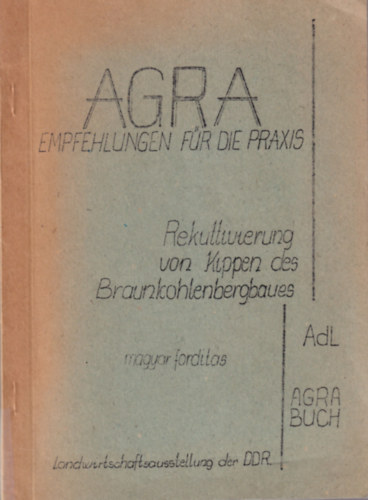 AGRA
EMPFEHLUNGEN FÜR DIE PRAXIS
Rekultivierung
von Kippen des
Braunkohlenbergbaues
AdL
magyar fordítás
AGRA
BUCH
Landwirtschaftsausstellung der DDR